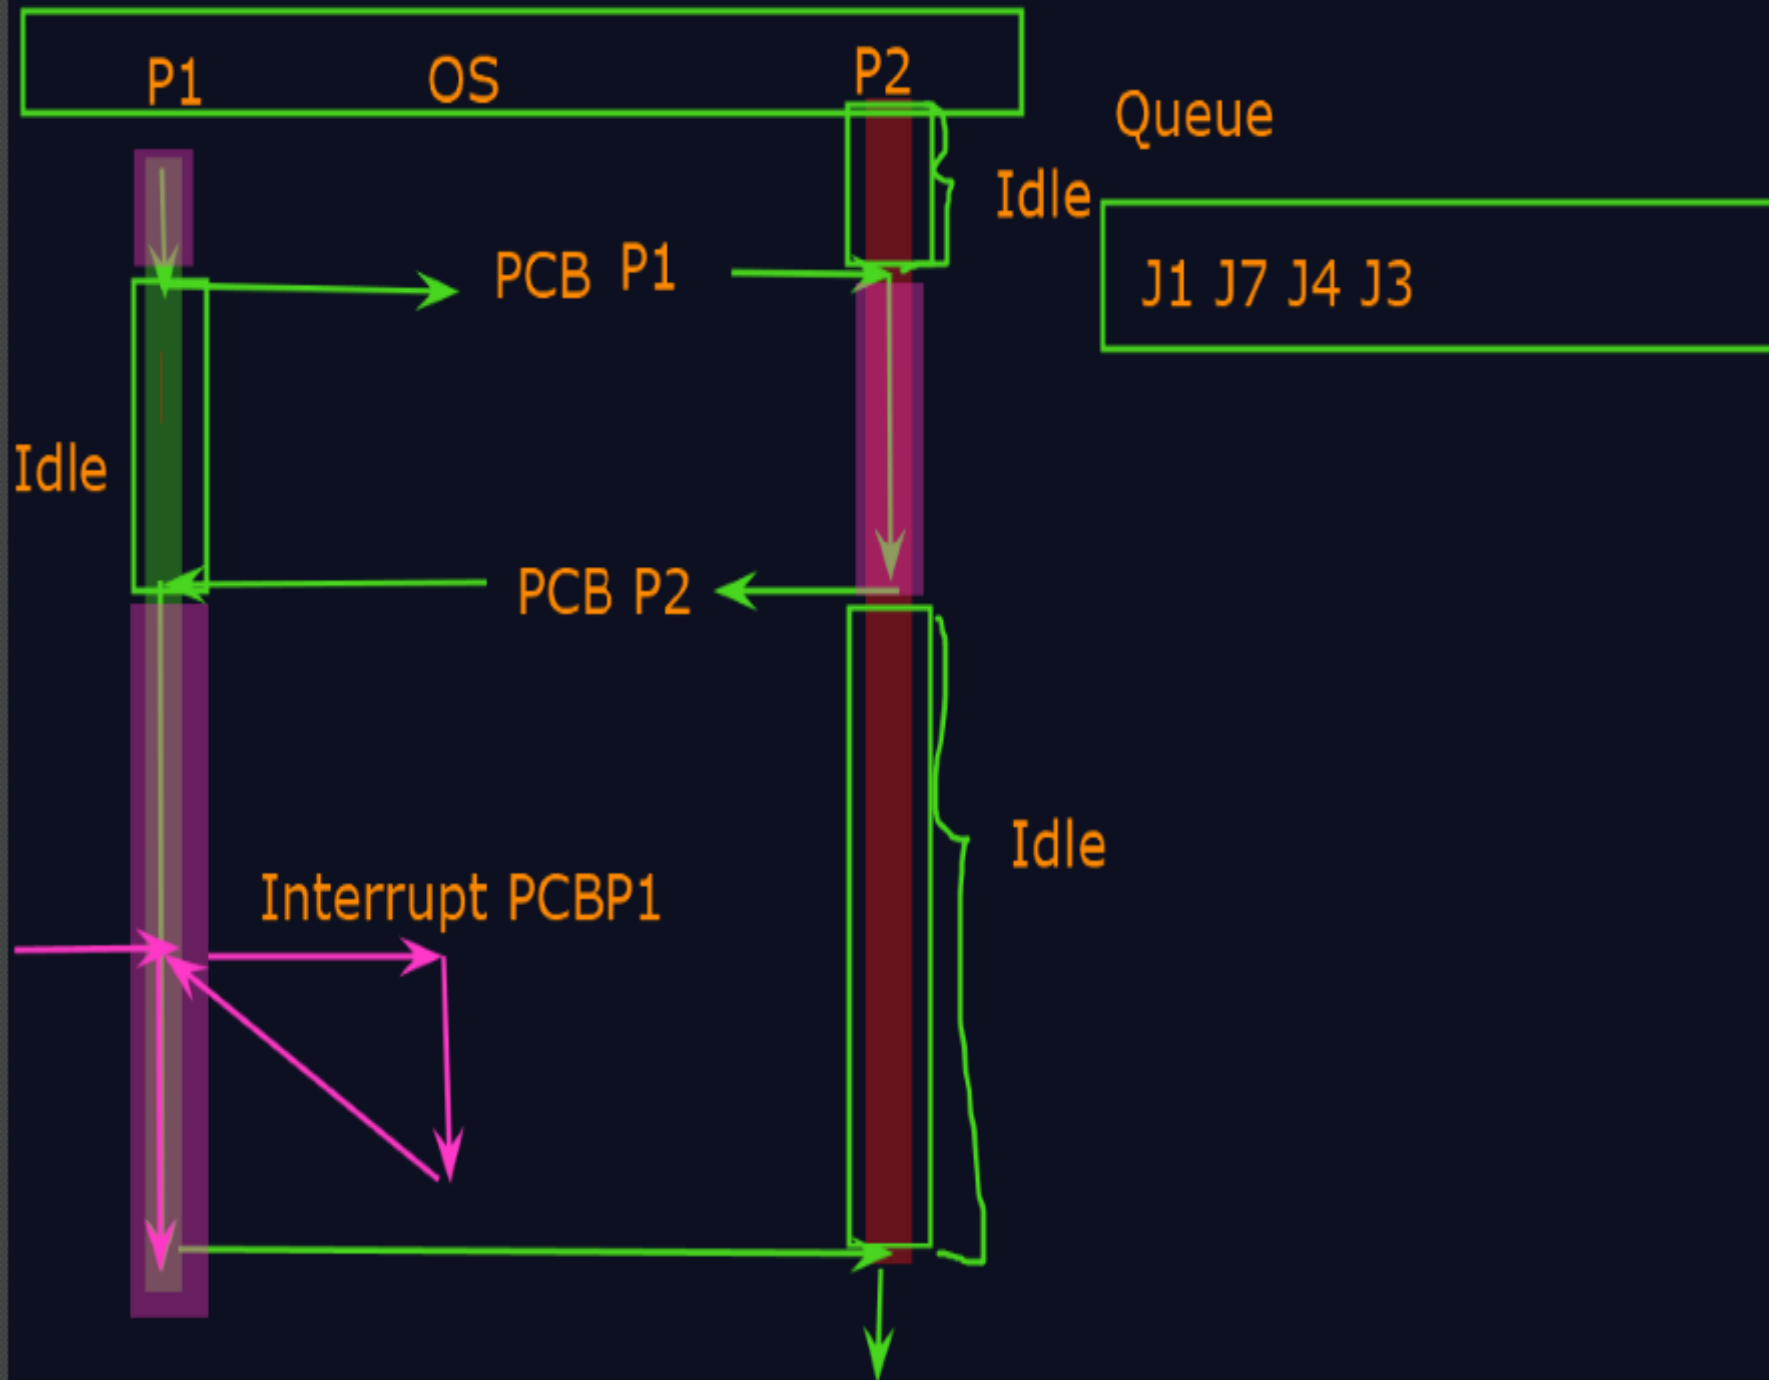 P1 OS P2
Queue
Idle
PCB P1
J1 J7 J4 J3
Idle
PCB P2
Idle
Interrupt PCBP1